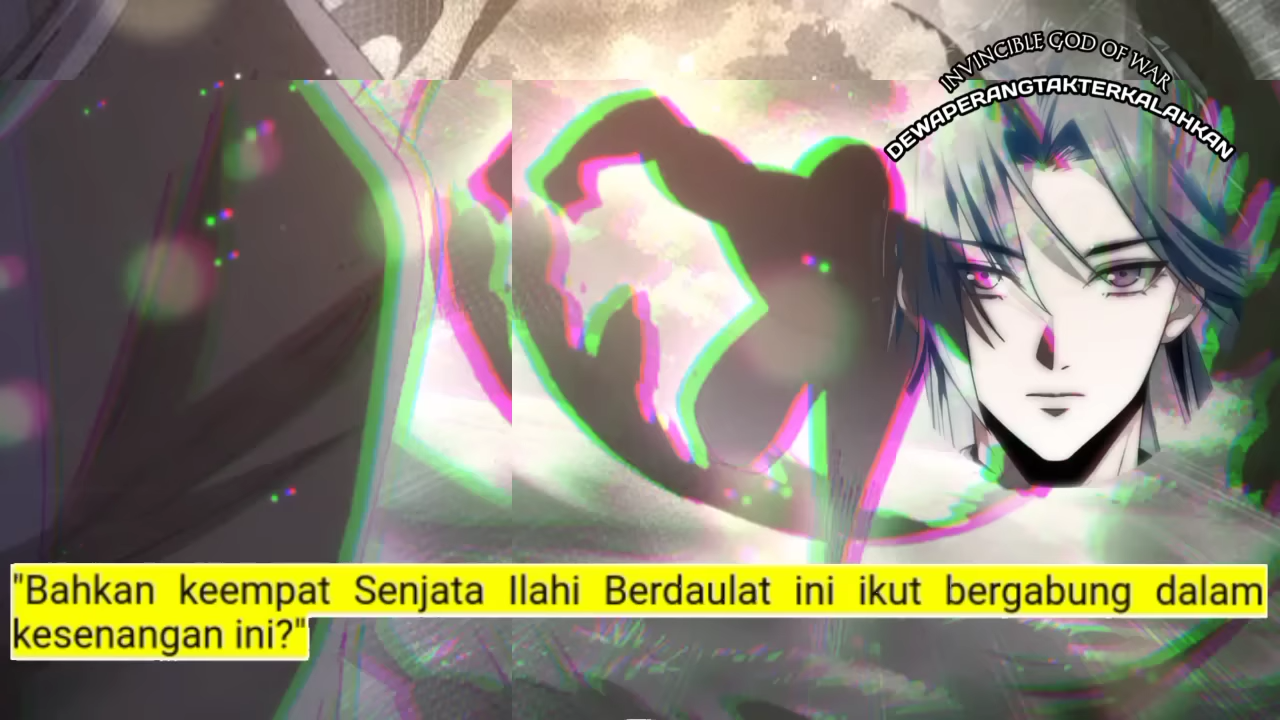 INVINCIBLE GOD OF WAR
DEWAPERANGTAKTERKALAHKAN
"Bahkan keempat Senjata Ilahi Berdaulat ini ikut bergabung dalam
kesenangan ini?"